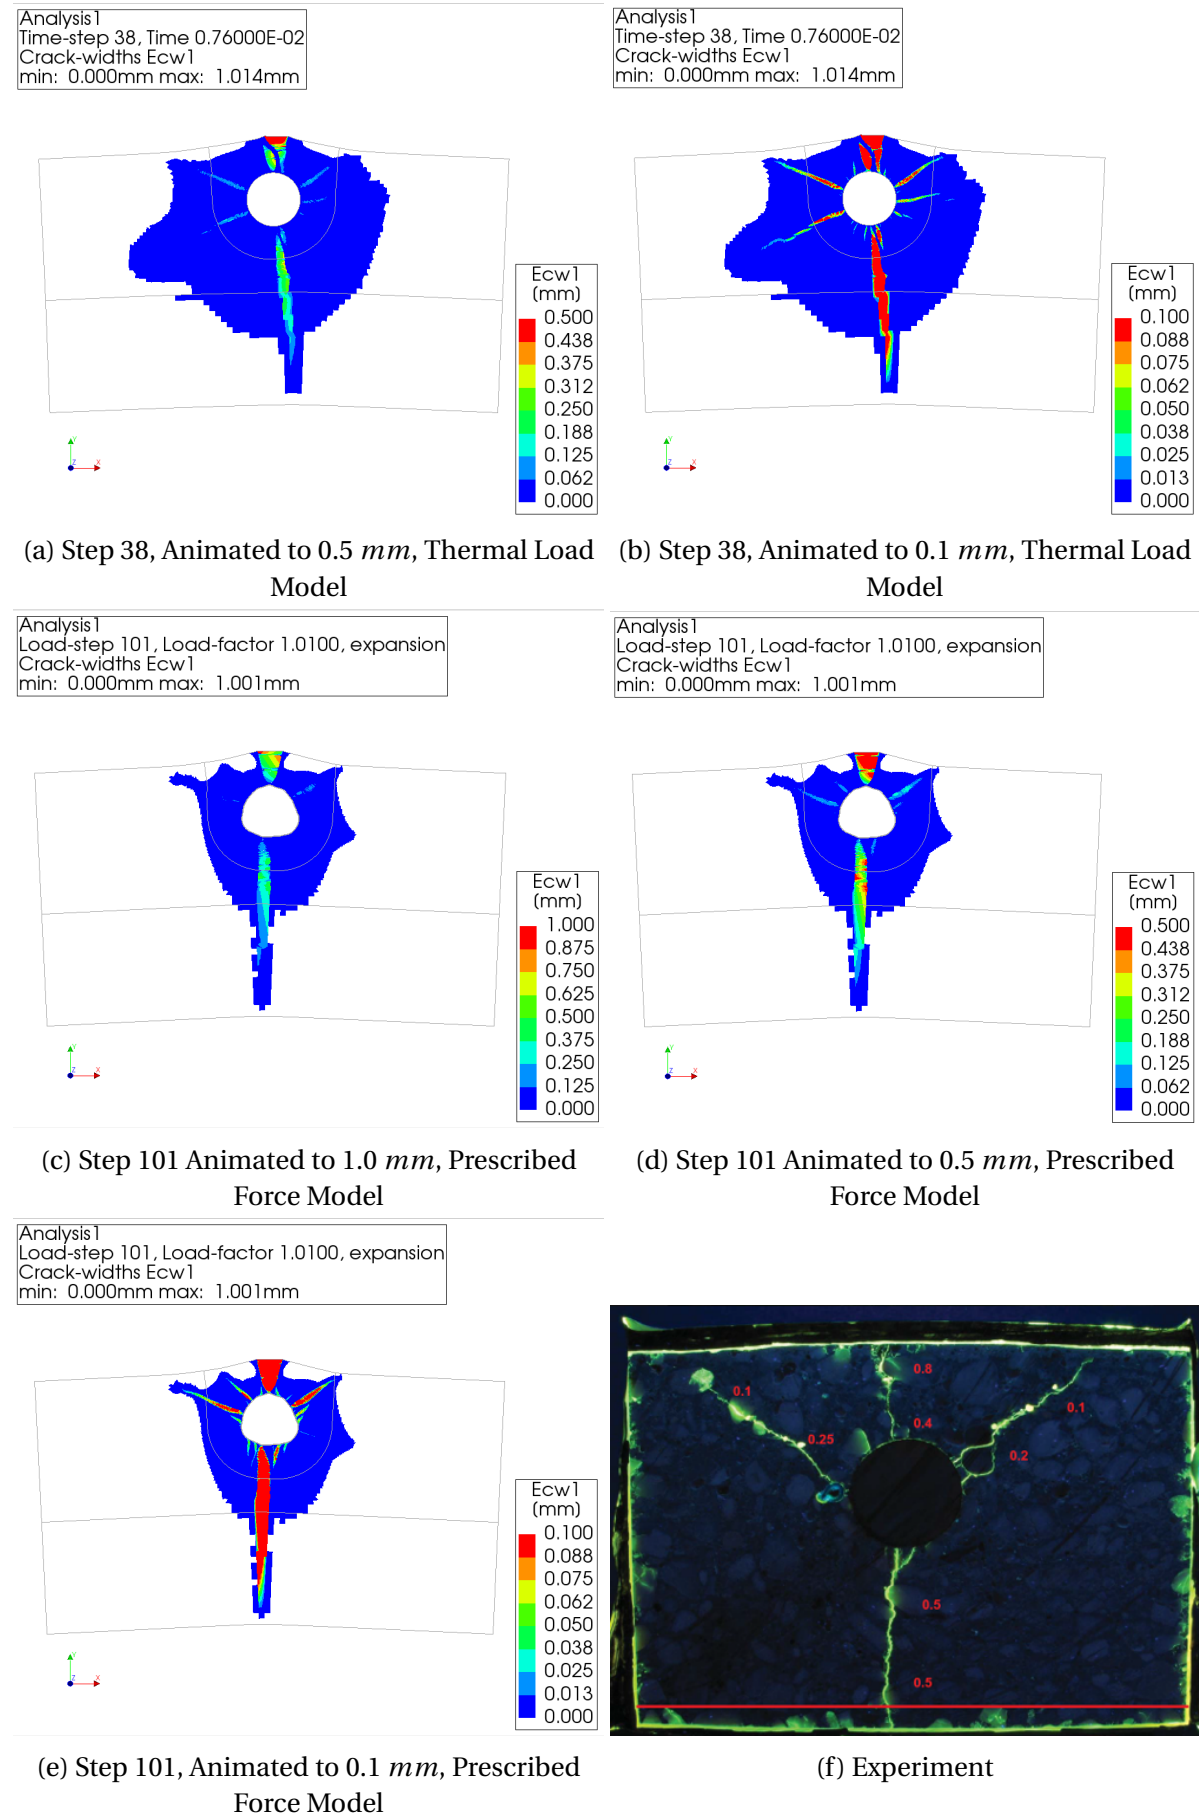 Analysis1
Time-step 38, Time 0.76000E-02
Crack-widths Ecw1
min: 0.000mm max: 1.014mm
Ecw1
(mm)
0.500
0.438
0.375
0.312
0.250
0.188
0.125
0.062
0.000
Y
Z X
(a) Step 38, Animated to 0.5 mm, Thermal Load
Model
Analysis1
Time-step 38, Time 0.76000E-02
Crack-widths Ecw1
min: 0.000mm max: 1.014mm
Ecw1
(mm)
0.100
0.088
0.075
0.062
0.050
0.038
0.025
0.013
0.000
Y
Z X
(b) Step 38, Animated to 0.1 mm, Thermal Load
Model
Analysis1
Load-step 101, Load-factor 1.0100, expansion
Crack-widths Ecw1
min: 0.000mm max: 1.001mm
Ecw1
(mm)
1.000
0.875
0.750
0.625
0.500
0.375
0.250
0.125
0.000
Y
Z X
(c) Step 101 Animated to 1.0 mm, Prescribed
Force Model
Analysis1
Load-step 101, Load-factor 1.0100, expansion
Crack-widths Ecw1
min: 0.000mm max: 1.001mm
Ecw1
(mm)
0.500
0.438
0.375
0.312
0.250
0.188
0.125
0.062
0.000
Y
Z X
(d) Step 101 Animated to 0.5 mm, Prescribed
Force Model
Analysis1
Load-step 101, Load-factor 1.0100, expansion
Crack-widths Ecw1
min: 0.000mm max: 1.001mm
Ecw1
(mm)
0.100
0.088
0.075
0.062
0.050
0.038
0.025
0.013
0.000
Y
Z X
(e) Step 101, Animated to 0.1 mm, Prescribed
Force Model
0.8
0.1
0.1
0.4
0.25
0.2
0.5
0.5
(f) Experiment